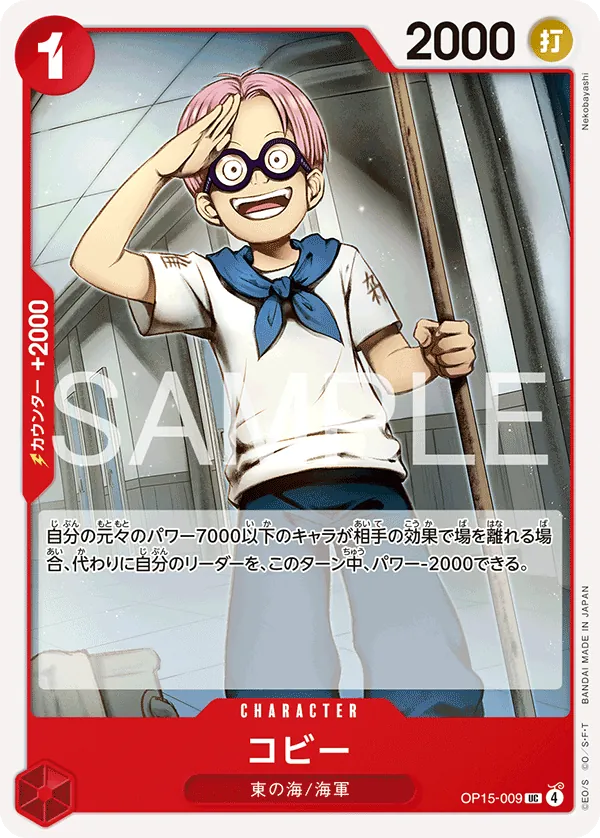 1
2000
打
Nekobayashi
カウンター +2000
SAMPLE
自分の元々のパワー7000以下のキャラが相手の効果で場を離れる場
合、代わりに自分のリーダーを、このターン中、パワー-2000できる。
CHARACTER
コビー
東の海/海軍
OP15-009 UC 4
©E.O/S ©O/S・F・T BANDAI MADE IN JAPAN